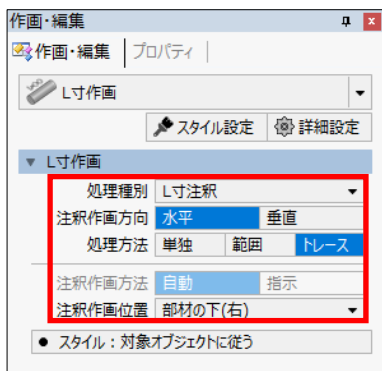 作画・編集
作画・編集 プロパティ
L寸作画
スタイル設定 詳細設定
L寸作画
処理種別 L寸注釈
注釈作画方向 水平 垂直
処理方法 単独 範囲 トレース
注釈作画方法 自動 指示
注釈作画位置 部材の下(右)
● スタイル：対象オブジェクトに従う